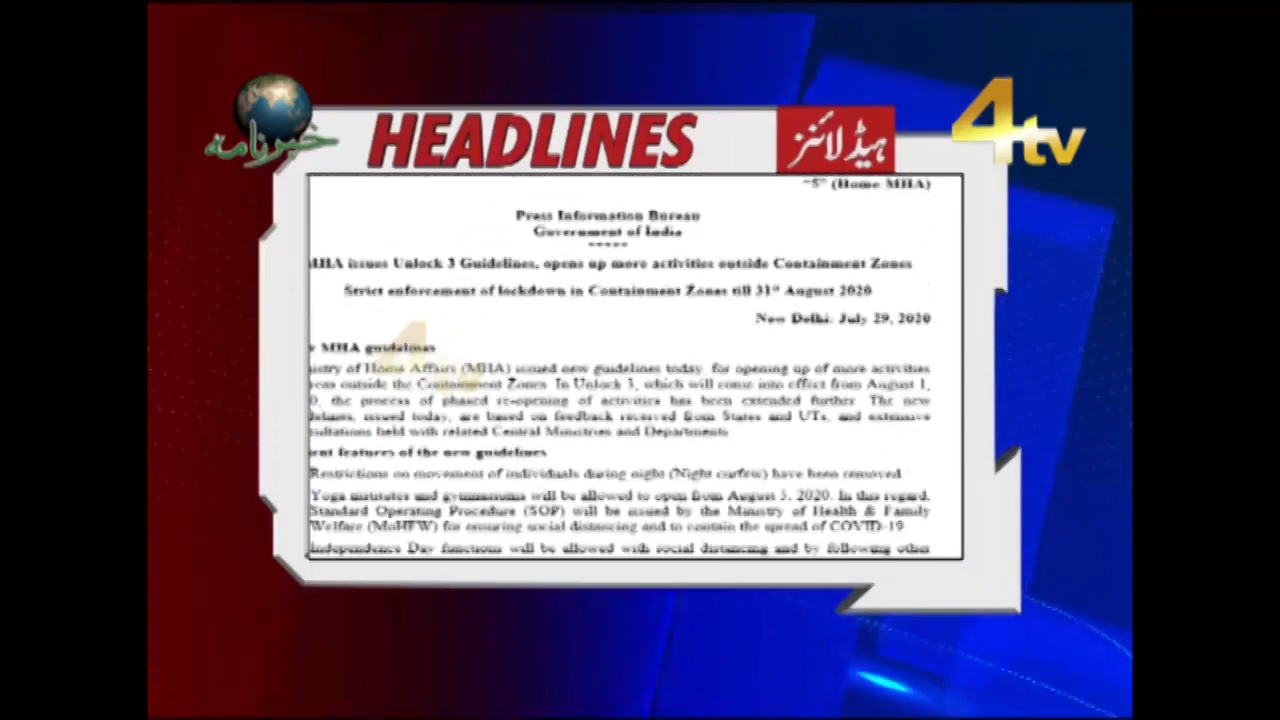 خبرنامہ
HEADLINES
ہیڈلائنز
4tv
"5" (Home MHA)
Press Information Bureau
Government of India
*****
MHA issues Unlock 3 Guidelines, opens up more activities outside Containment Zones
Strict enforcement of lockdown in Containment Zones till 31st August 2020
New Delhi: July 29, 2020
MHA guidelines
istry of Home Affairs (MHA) issued new guidelines today, for opening up of more activities
outside the Containment Zones. In Unlock 3, which will come into effect from August 1,
0, the process of phased re-opening of activities has been extended further. The new
delines, issued today, are based on feedback received from States and UTs, and extensive
sultations held with related Central Ministries and Departments.
ent features of the new guidelines
Restrictions on movement of individuals during night (Night curfew) have been removed.
Yoga institutes and gymnasiums will be allowed to open from August 5, 2020. In this regard,
Standard Operating Procedure (SOP) will be issued by the Ministry of Health & Family
Welfare (MoHFW) for ensuring social distancing and to contain the spread of COVID-19.
Independence Day functions will be allowed with social distancing and by following other